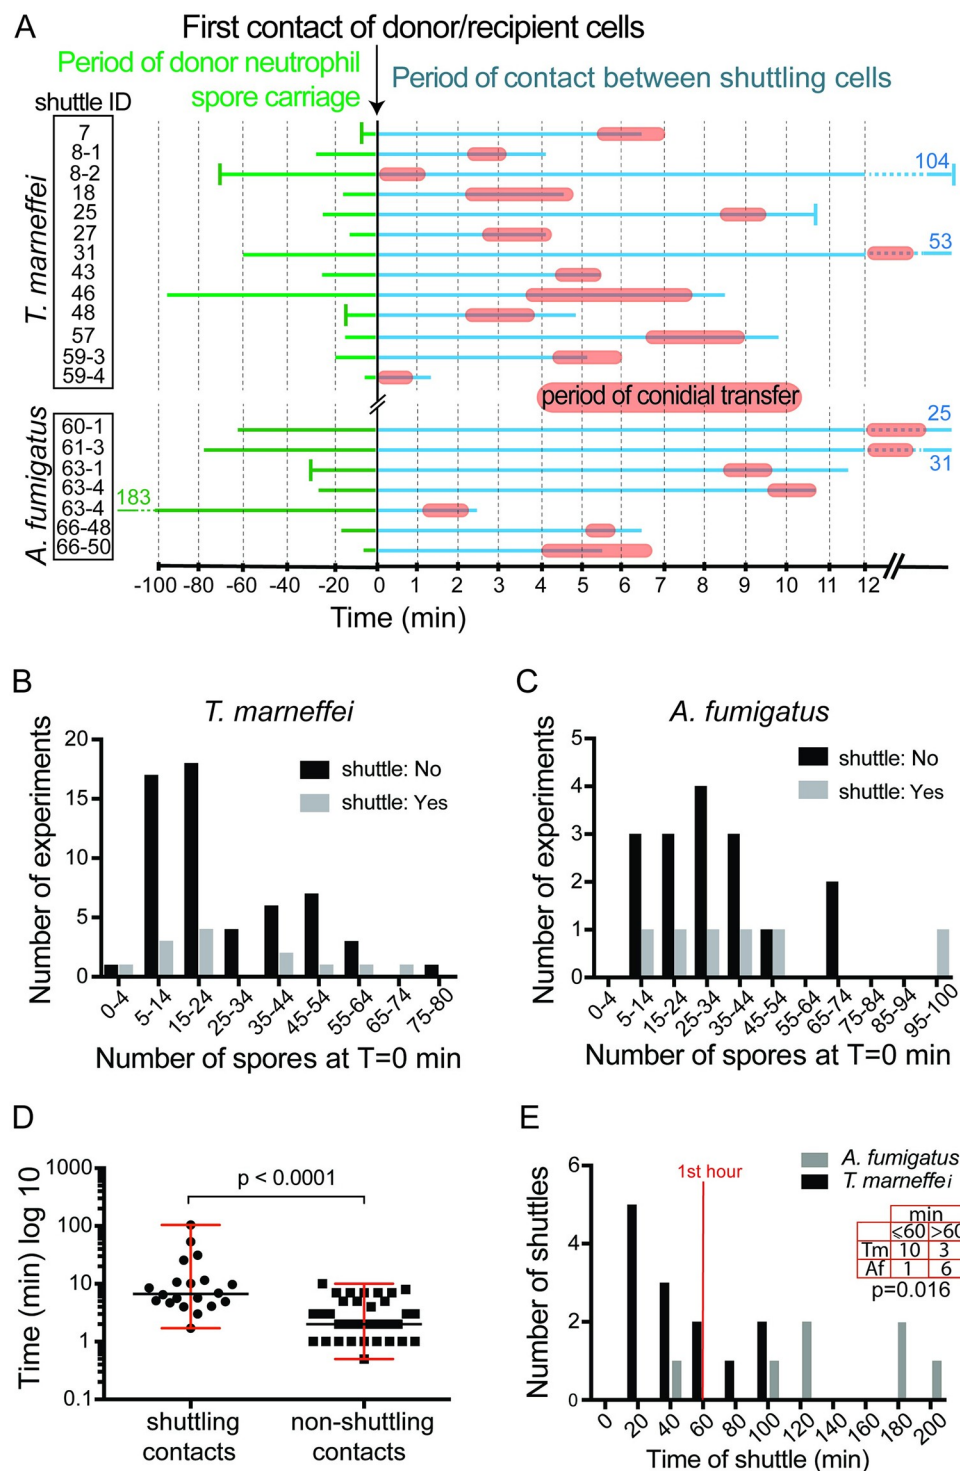 A
First contact of donor/recipient cells
Period of donor neutrophil
spore carriage
Period of contact between shuttling cells
shuttle ID
T. marneffei
7
8-1
8-2
104
18
25
27
31
53
43
46
48
57
59-3
59-4
period of conidial transfer
A. fumigatus
60-1
25
61-3
31
63-1
63-4
183
63-4
66-48
66-50
-100 -80 -60 -40 -20 0 1 2 3 4 5 6 7 8 9 10 11 12
Time (min)
B
T. marneffei
Number of experiments
20
15
10
5
0
shuttle: No
shuttle: Yes
0-4 5-14 15-24 25-34 35-44 45-54 55-64 65-74 75-80
Number of spores at T=0 min
C
A. fumigatus
Number of experiments
5
4
3
2
1
0
shuttle: No
shuttle: Yes
0-4 5-14 15-24 25-34 35-44 45-54 55-64 65-74 75-84 85-94 95-100
Number of spores at T=0 min
D
Time (min) log 10
1000
100
10
1
0.1
p < 0.0001
shuttling
contacts
non-shuttling
contacts
E
Number of shuttles
6
4
2
0
1st hour
A. fumigatus
T. marneffei
min
⩽60 >60
Tm 10 3
Af 1 6
p=0.016
0 20 40 60 80 100 120 140 160 180 200
Time of shuttle (min)